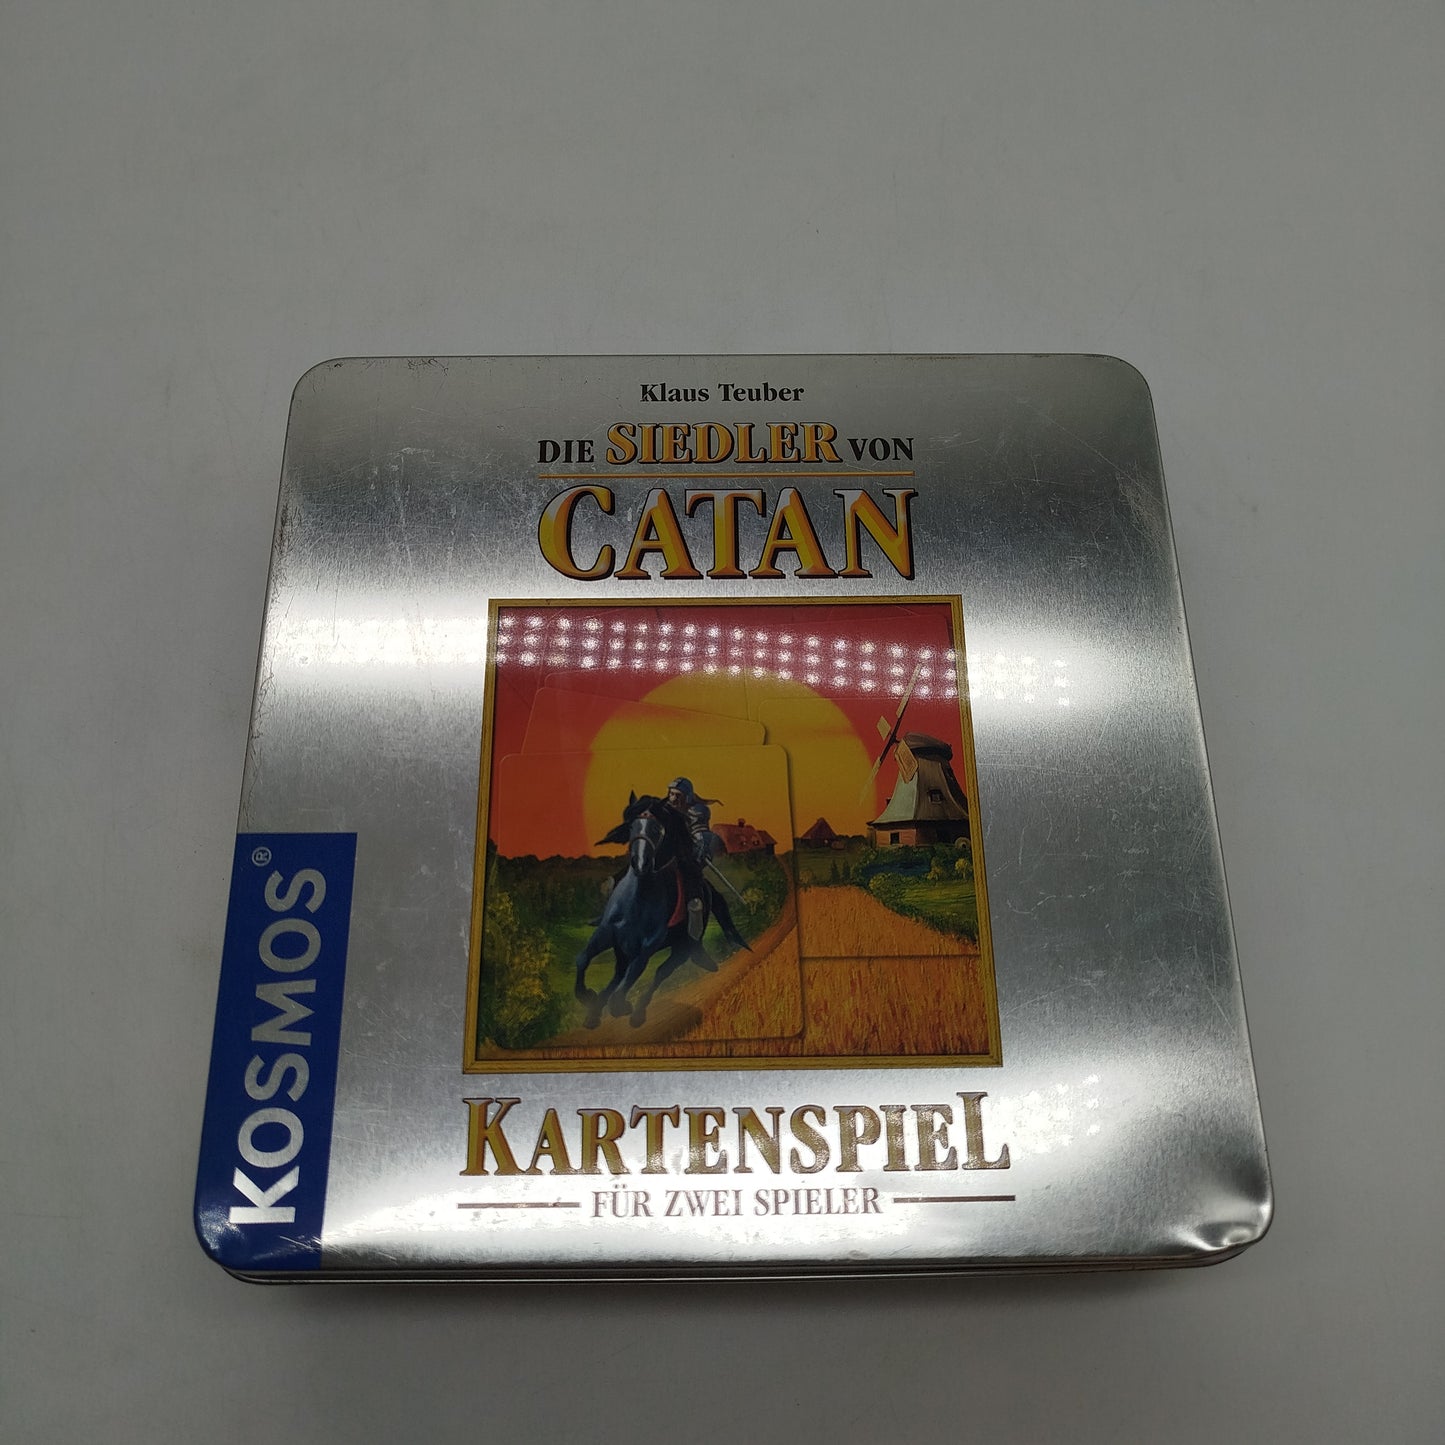 Klaus Teuber
DIE SIEDLER VON
CATAN
KOSMOS®
KARTENSPIEL
FÜR ZWEI SPIELER